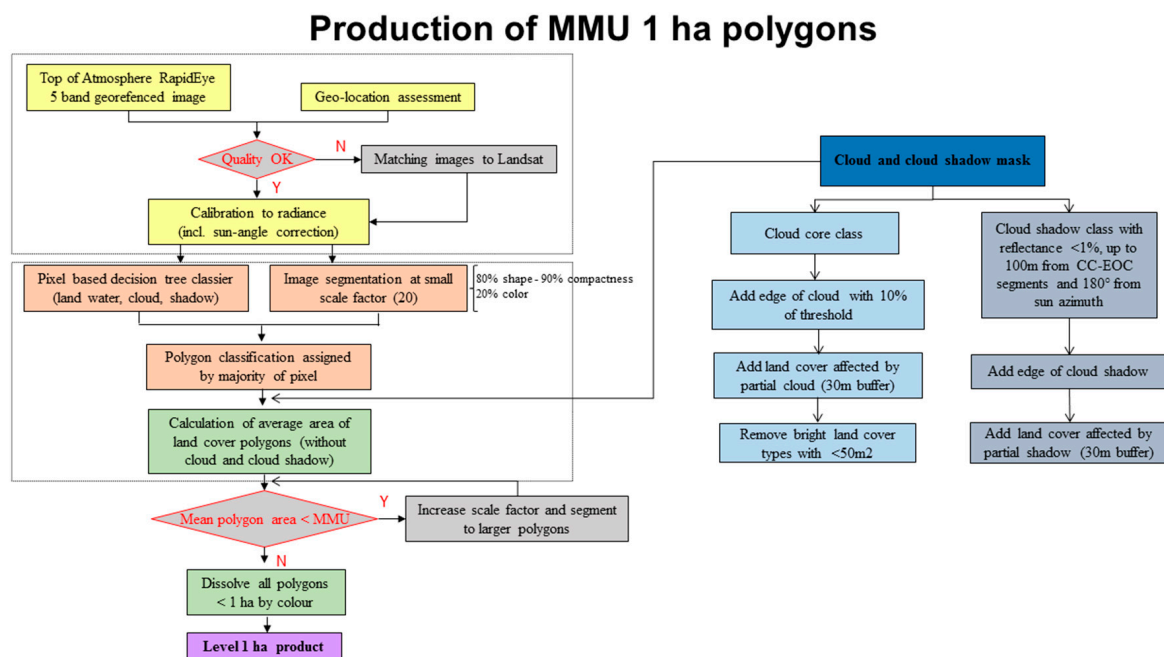 Production of MMU 1 ha polygons
Top of Atmosphere RapidEye
5 band georefenced image
Geo-location assessment
Quality OK
N
Matching images to Landsat
Y
Calibration to radiance
(incl. sun-angle correction)
Pixel based decision tree classier
(land water, cloud, shadow)
Image segmentation at small
scale factor (20)
80% shape - 90% compactness
20% color
Polygon classification assigned
by majority of pixel
Calculation of average area of
land cover polygons (without
cloud and cloud shadow)
Mean polygon area < MMU
Y
Increase scale factor and segment
to larger polygons
N
Dissolve all polygons
< 1 ha by colour
Level 1 ha product
Cloud and cloud shadow mask
Cloud core class
Add edge of cloud with 10%
of threshold
Add land cover affected by
partial cloud (30m buffer)
Remove bright land cover
types with <50m2
Cloud shadow class with
reflectance <1%, up to
100m from CC-EOC
segments and 180° from
sun azimuth
Add edge of cloud shadow
Add land cover affected by
partial shadow (30m buffer)